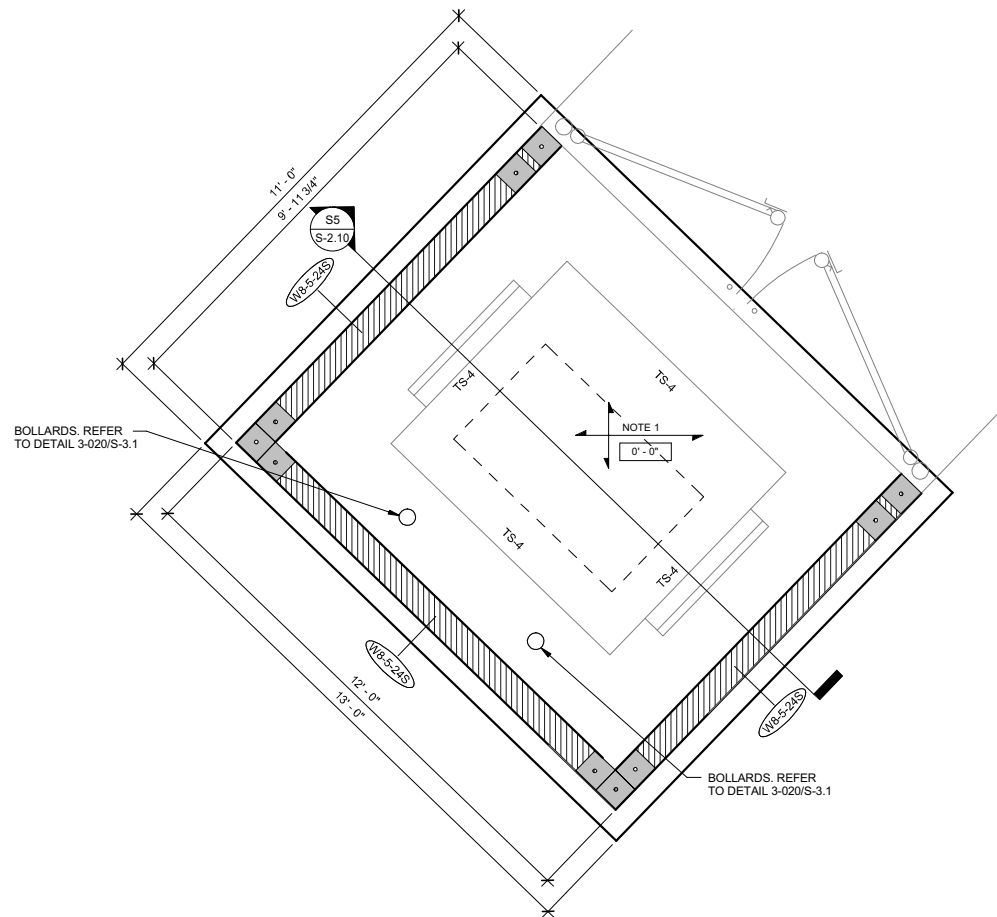 11' - 0"
9' - 11 3/4"
S5
S-2.10
W8-5-24S
TS-4
TS-4
NOTE 1
0' - 0"
BOLLARDS. REFER
TO DETAIL 3-020/S-3.1
TS-4
TS-4
W8-5-24S
12' - 0"
13' - 0"
W8-5-24S
BOLLARDS. REFER
TO DETAIL 3-020/S-3.1